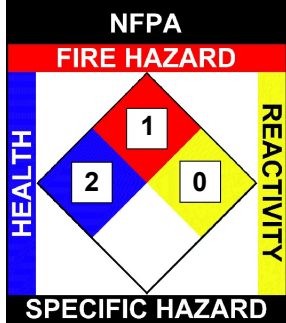 NFPA
FIRE HAZARD
HEALTH
1
2
0
REACTIVITY
SPECIFIC HAZARD